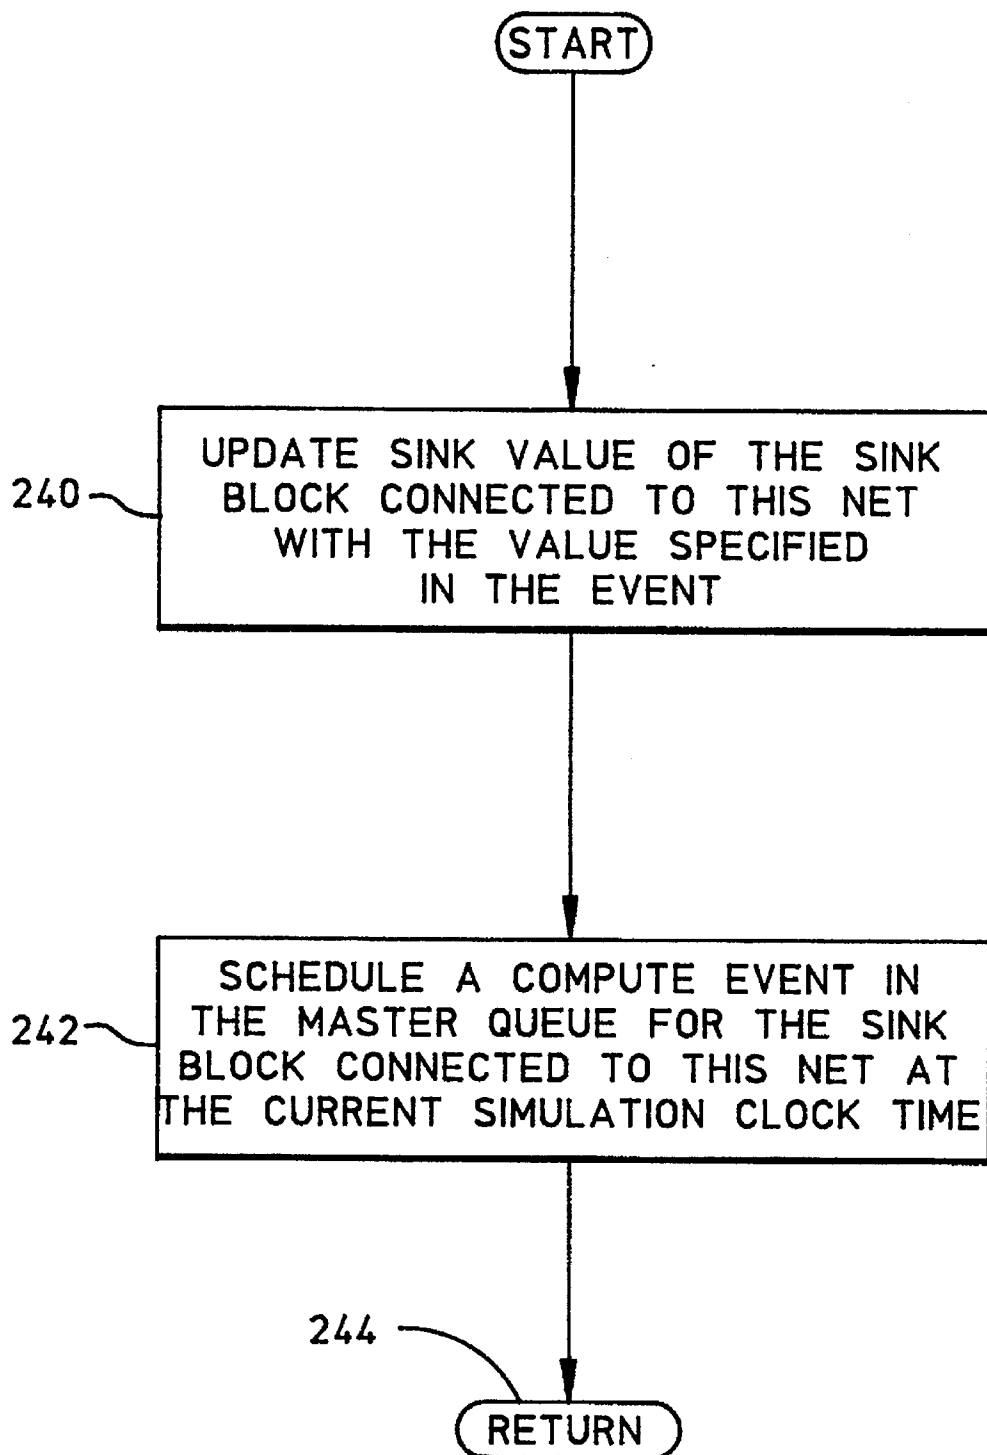 START
240
UPDATE SINK VALUE OF THE SINK
BLOCK CONNECTED TO THIS NET
WITH THE VALUE SPECIFIED
IN THE EVENT
242
SCHEDULE A COMPUTE EVENT IN
THE MASTER QUEUE FOR THE SINK
BLOCK CONNECTED TO THIS NET AT
THE CURRENT SIMULATION CLOCK TIME
244
RETURN